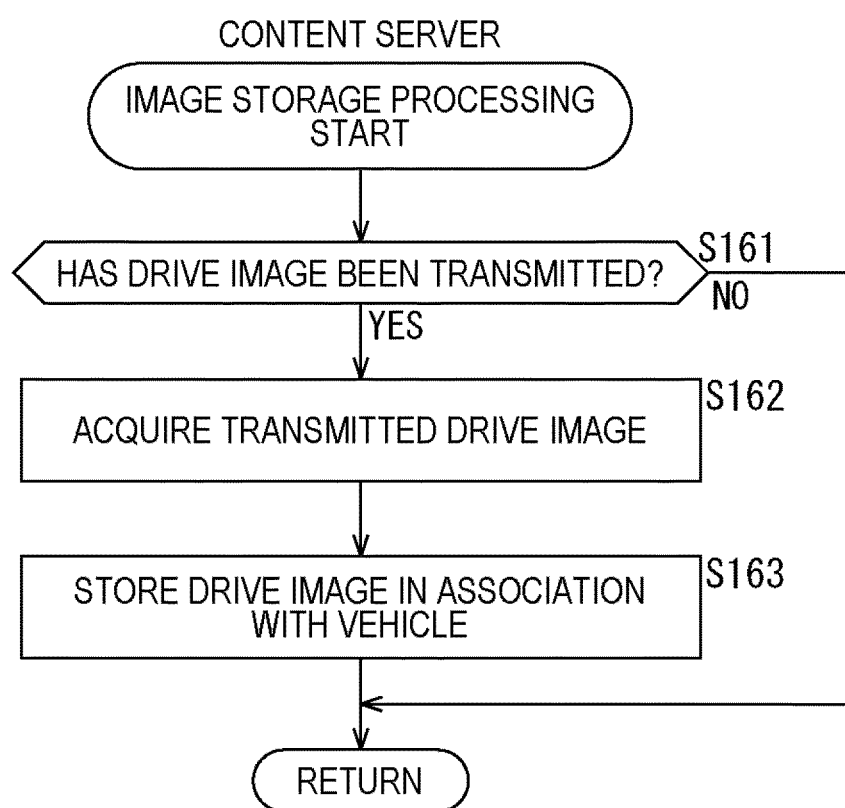 CONTENT SERVER
IMAGE STORAGE PROCESSING
START
HAS DRIVE IMAGE BEEN TRANSMITTED?
S161
NO
YES
S162
ACQUIRE TRANSMITTED DRIVE IMAGE
S163
STORE DRIVE IMAGE IN ASSOCIATION
WITH VEHICLE
RETURN